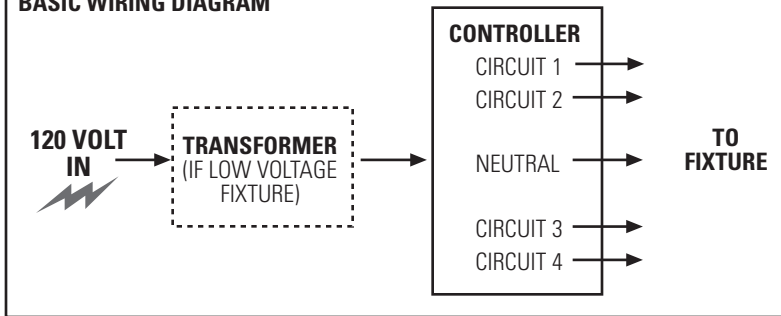 BASIC WIRING DIAGRAM
120 VOLT
IN
TRANSFORMER
(IF LOW VOLTAGE
FIXTURE)
CONTROLLER
CIRCUIT 1
CIRCUIT 2
NEUTRAL
CIRCUIT 3
CIRCUIT 4
TO
FIXTURE